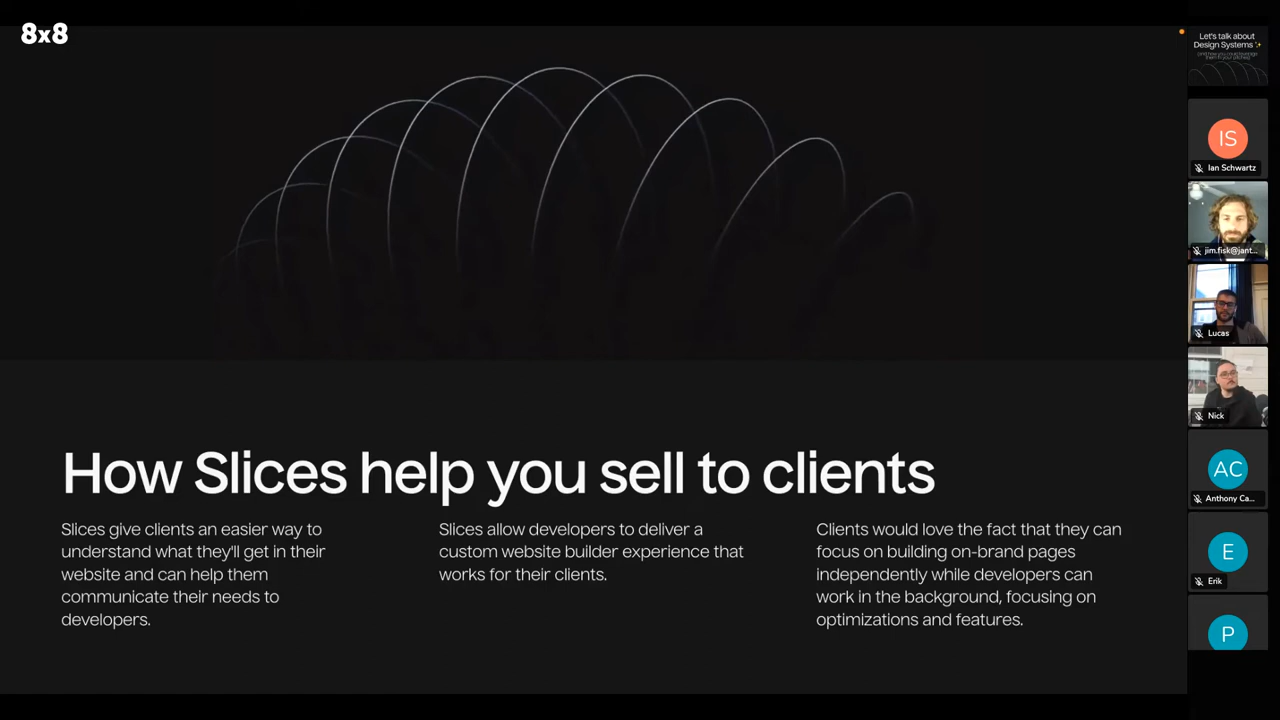 8x8
How Slices help you sell to clients
Slices give clients an easier way to
understand what they'll get in their
website and can help them
communicate their needs to
developers.
Slices allow developers to deliver a
custom website builder experience that
works for their clients.
Clients would love the fact that they can
focus on building on-brand pages
independently while developers can
work in the background, focusing on
optimizations and features.
Let's talk about
Design Systems ✨
IS
Ian Schwartz
jim.fisk@jant...
Lucas
Nick
AC
Anthony Ca...
E
Erik
P